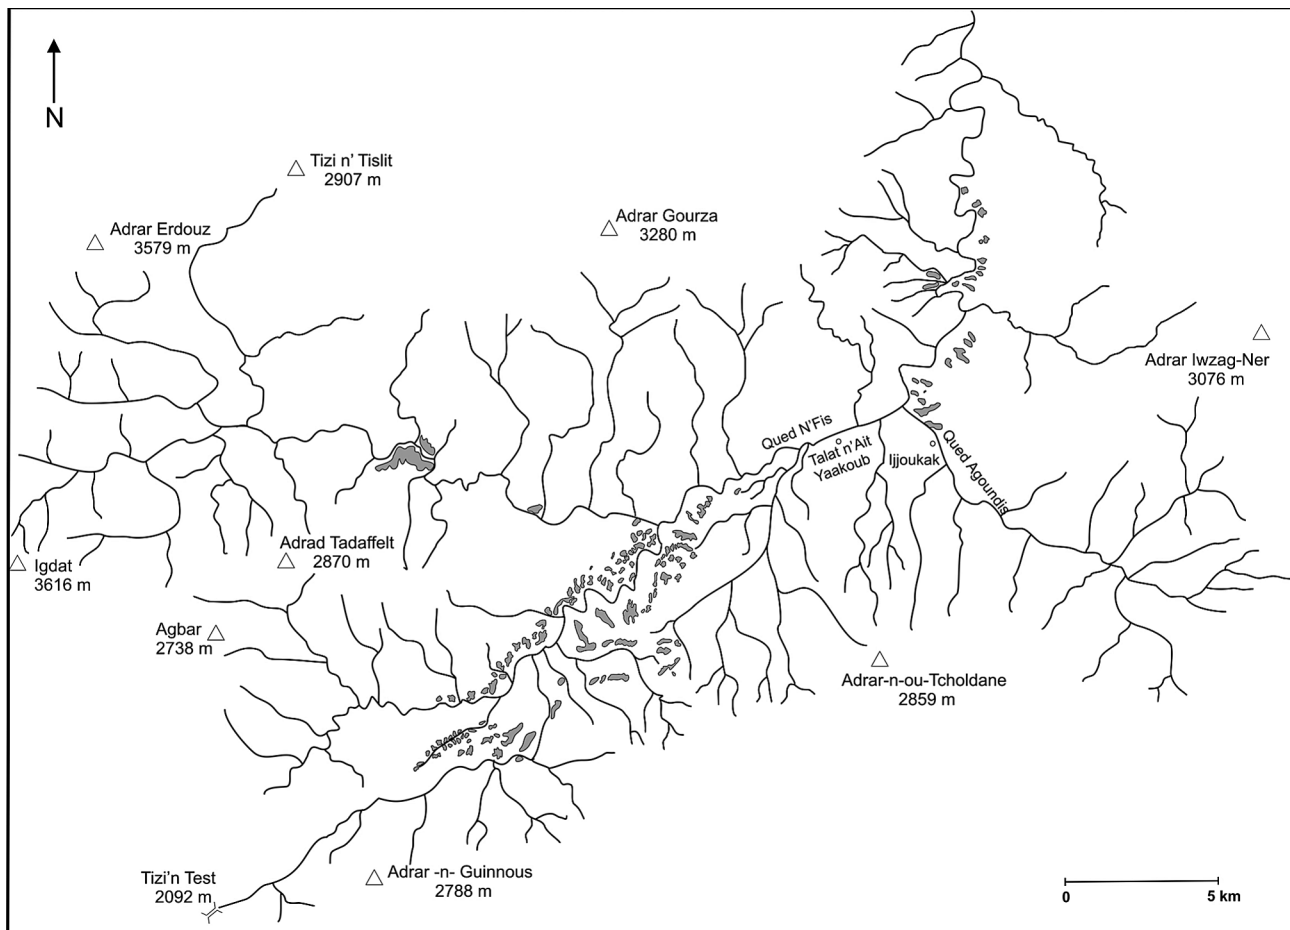 N
Tizi n' Tislit
2907 m
Adrar Erdouz
3579 m
Adrar Gourza
3280 m
Adrar Iwzag-Ner
3076 m
Qued N'Fis
Talat n'Ait
Yaakoub
Ijjoukak
Qued Agoundis
Igdat
3616 m
Adrad Tadaffelt
2870 m
Agbar
2738 m
Adrar-n-ou-Tcholdane
2859 m
Tizi'n Test
2092 m
Adrar -n- Guinnous
2788 m
0 5 km